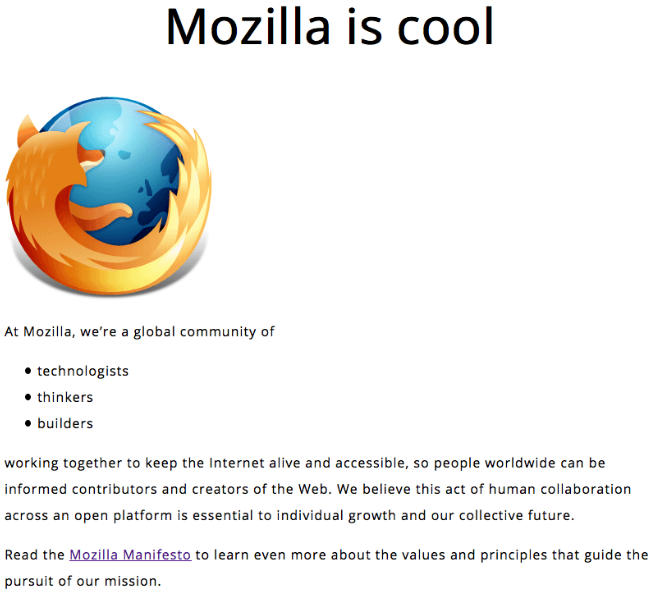 Mozilla is cool
At Mozilla, we’re a global community of
technologists
thinkers
builders
working together to keep the Internet alive and accessible, so people worldwide can be
informed contributors and creators of the Web. We believe this act of human collaboration
across an open platform is essential to individual growth and our collective future.
Read the Mozilla Manifesto to learn even more about the values and principles that guide the
pursuit of our mission.